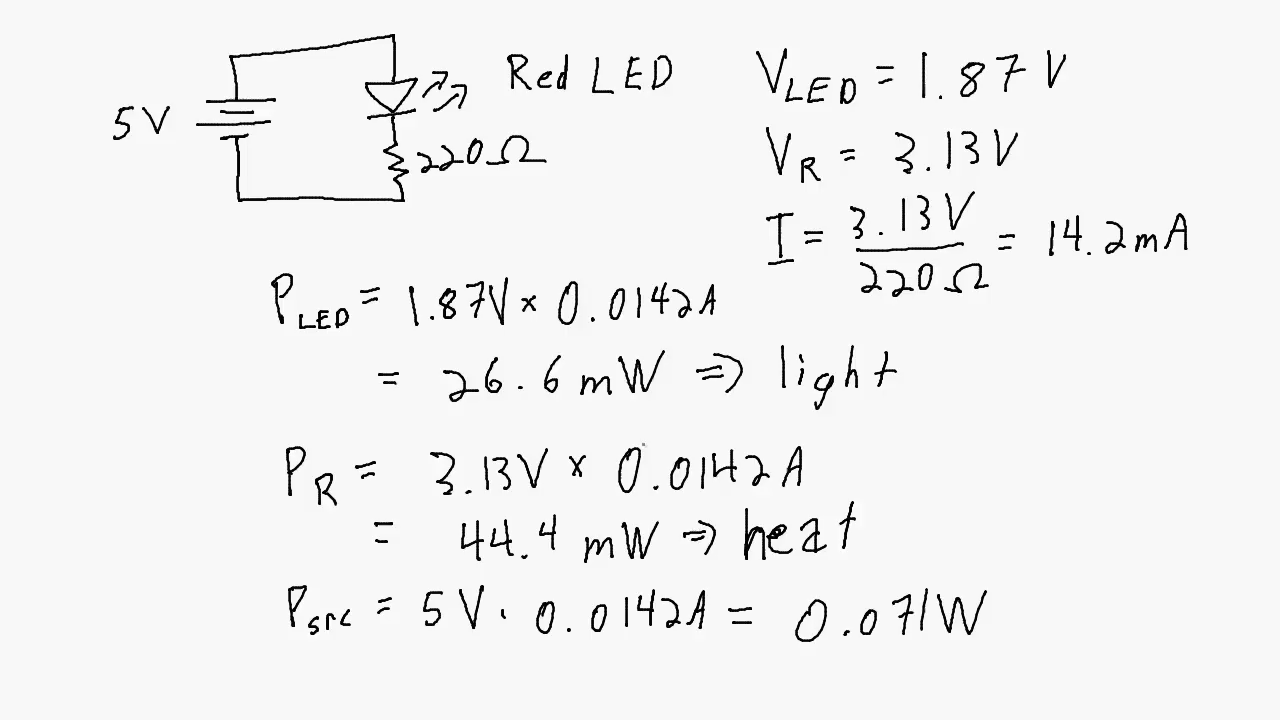 5V
Red LED
220Ω
V_LED = 1.87 V
V_R = 3.13V
I = 3.13V / 220Ω = 14.2mA
P_LED = 1.87V × 0.0142A
= 26.6 mW ⇒ light
P_R = 3.13V × 0.0142A
= 44.4 mW ⇒ heat
P_src = 5V · 0.0142A = 0.071W